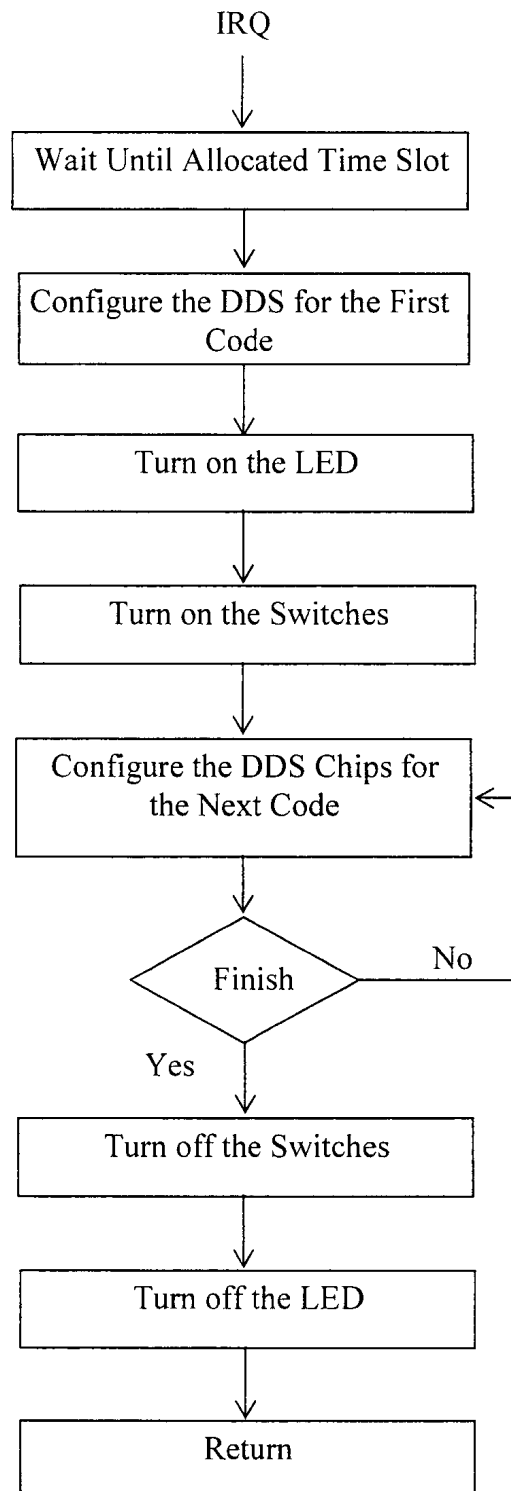 IRQ
Wait Until Allocated Time Slot
Configure the DDS for the First
Code
Turn on the LED
Turn on the Switches
Configure the DDS Chips for
the Next Code
Finish
No
Yes
Turn off the Switches
Turn off the LED
Return